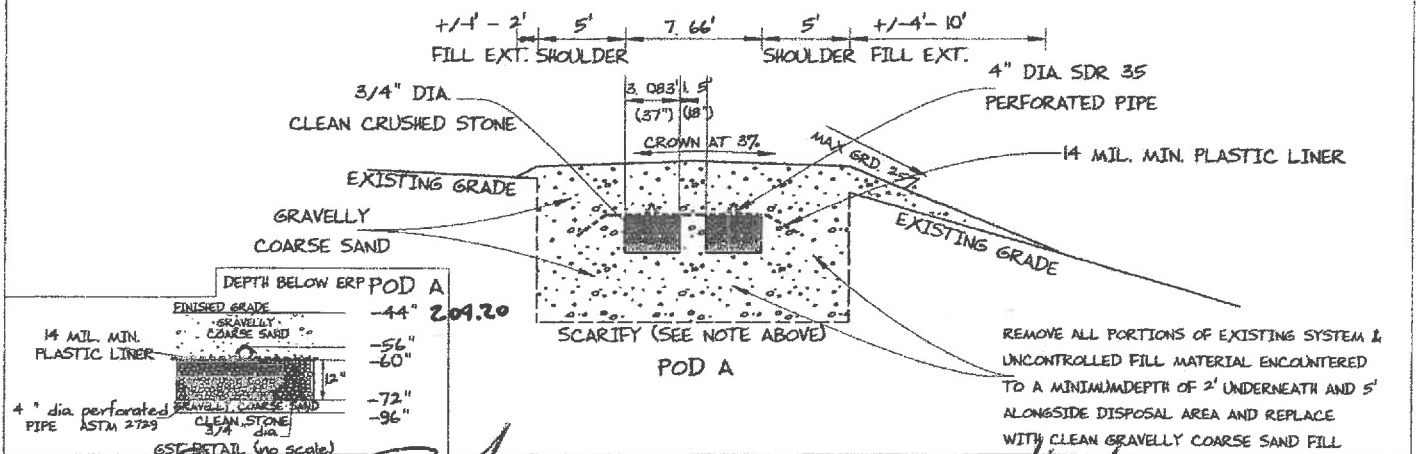 +/-1' - 2' 5' 7.66' 5' +/-4'- 10'
FILL EXT. SHOULDER SHOULDER FILL EXT.
4" DIA. SDR 35
PERFORATED PIPE
3/4" DIA
CLEAN CRUSHED STONE
3.083' 1.5'
(37") (18")
CROWN AT 3%
MAX GRD 25%
14 MIL. MIN. PLASTIC LINER
EXISTING GRADE
GRAVELLY
COARSE SAND
EXISTING GRADE
SCARIFY (SEE NOTE ABOVE)
POD A
REMOVE ALL PORTIONS OF EXISTING SYSTEM &
UNCONTROLLED FILL MATERIAL ENCOUNTERED
TO A MINIMUMDEPTH OF 2' UNDERNEATH AND 5'
ALONGSIDE DISPOSAL AREA AND REPLACE
WITH CLEAN GRAVELLY COARSE SAND FILL
DEPTH BELOW ERP POD A
FINISHED GRADE -44" 209.20
GRAVELLY
COARSE SAND
14 MIL. MIN.
PLASTIC LINER
-56"
-60"
12"
-72"
-96"
4 " dia perforated
PIPE ASTM 2729
GRAVELLY COARSE SAND
CLEAN STONE
3/4" dia
GST DETAIL (no scale)